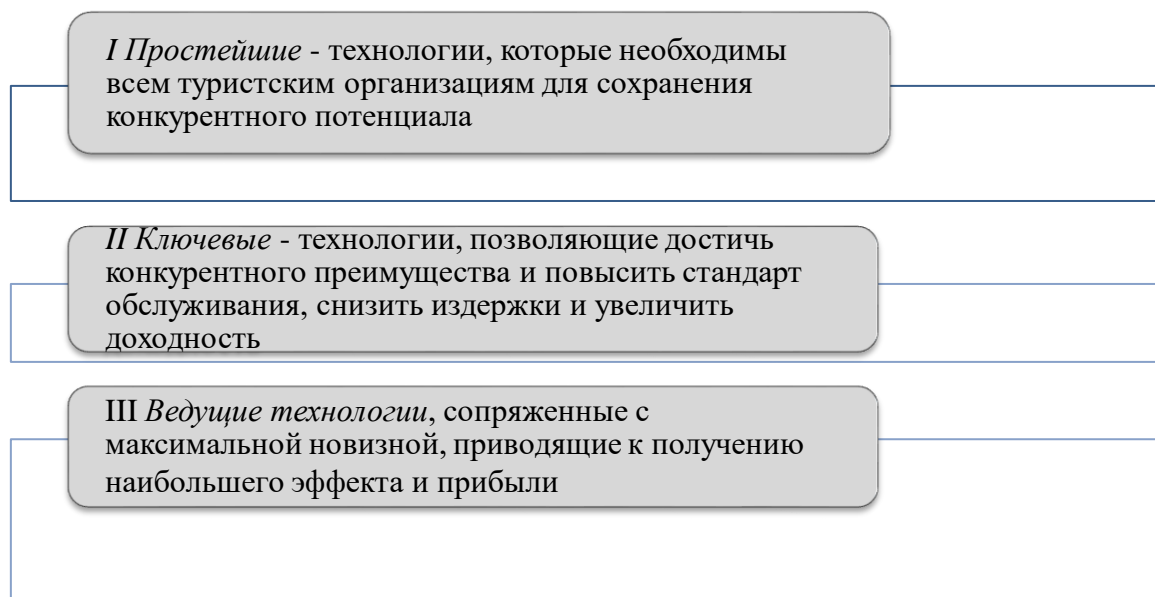 I Простейшие - технологии, которые необходимы
всем туристским организациям для сохранения
конкурентного потенциала
II Ключевые - технологии, позволяющие достичь
конкурентного преимущества и повысить стандарт
обслуживания, снизить издержки и увеличить
доходность
III Ведущие технологии, сопряженные с
максимальной новизной, приводящие к получению
наибольшего эффекта и прибыли